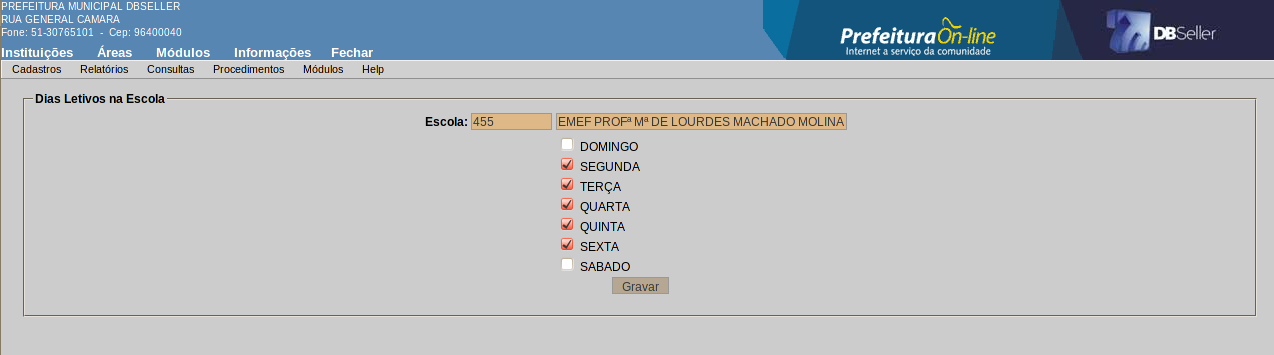 PREFEITURA MUNICIPAL DBSELLER
RUA GENERAL CAMARA
Fone: 51-30765101 - Cep: 96400040
Prefeitura On-line
Internet a serviço da comunidade
DBSeller
Instituições Áreas Módulos Informações Fechar
Cadastros Relatórios Consultas Procedimentos Módulos Help
Dias Letivos na Escola
Escola: 455 EMEF PROFª Mª DE LOURDES MACHADO MOLINA
DOMINGO
SEGUNDA
TERÇA
QUARTA
QUINTA
SEXTA
SABADO
Gravar